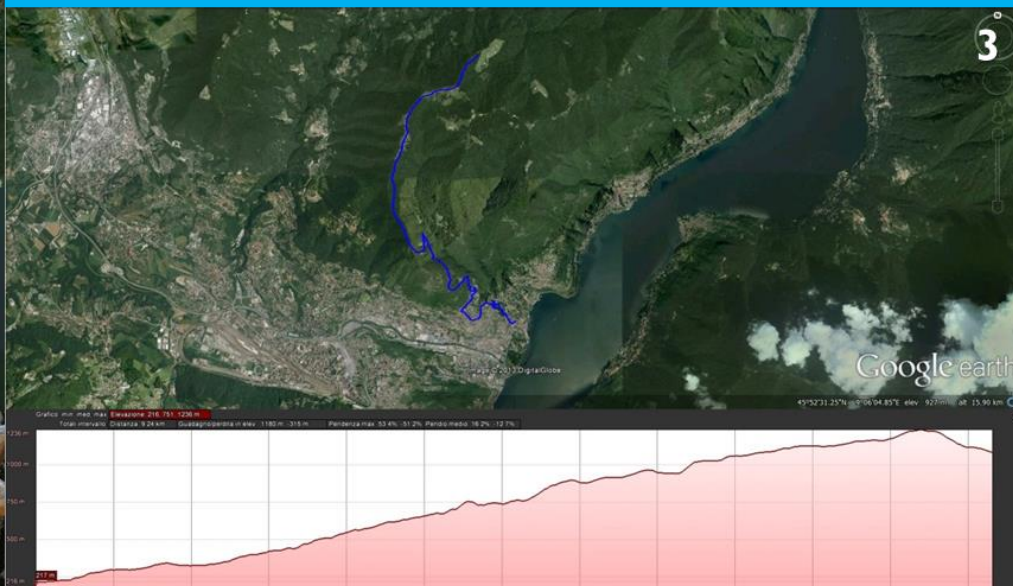 3
Image © 2013 DigitalGlobe
Google earth
45°52'31.25"N 9°06'04.85"E elev 927 m alt 15.90 km
Grafico: min, med, max Elevazione: 216, 751, 1236 m
Totali intervallo: Distanza: 9.24 km Guadagno/perdita in elev: 1180 m, -315 m Pendenza max: 53.4%, -51.2% Pendio medio: 16.2%, -12.7%
1236 m
1000 m
750 m
500 m
217 m
216 m